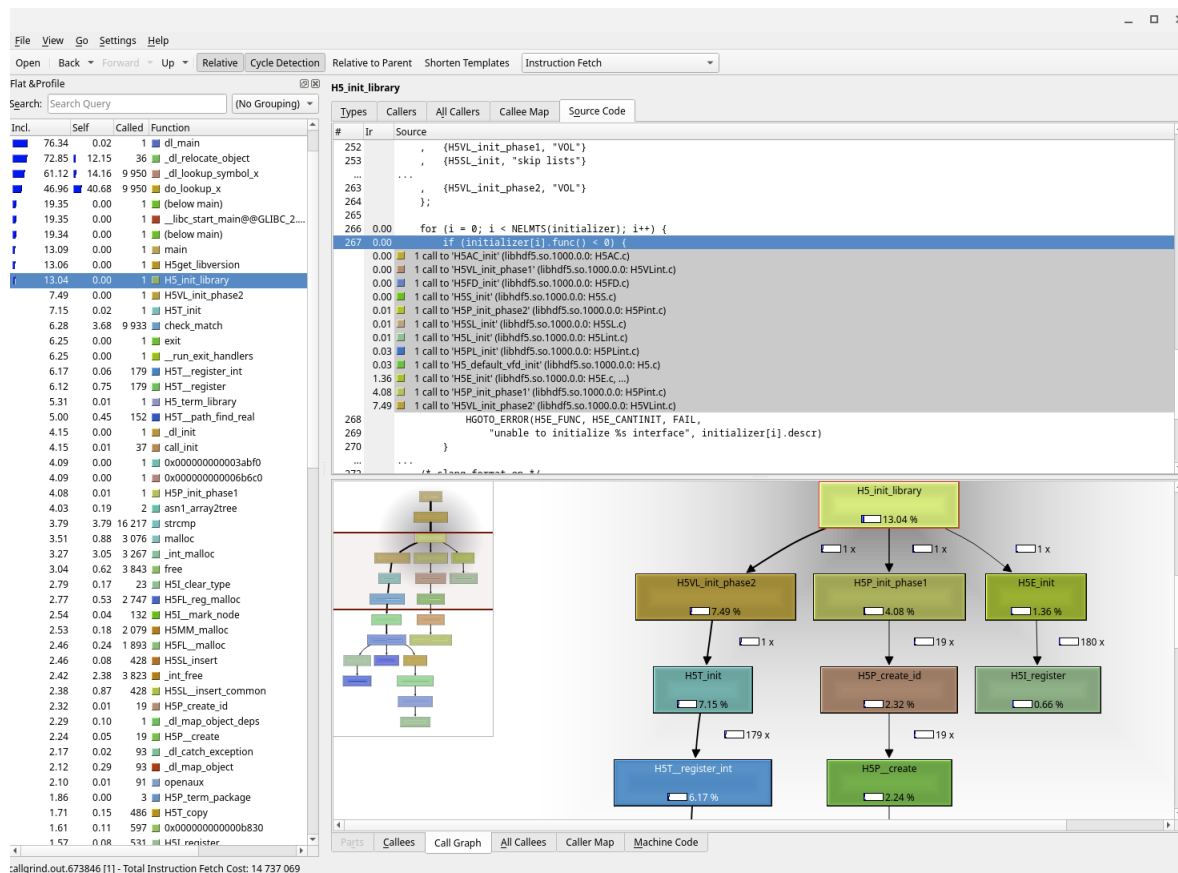 File View Go Settings Help
Open Back Forward Up Relative Cycle Detection Relative to Parent Shorten Templates Instruction Fetch
Flat &Profile
Search: Search Query (No Grouping)
Incl. Self Called Function
76.34 0.02 1 dl_main
72.85 12.15 36 _dl_relocate_object
61.12 14.16 9 950 _dl_lookup_symbol_x
46.96 40.68 9 950 do_lookup_x
19.35 0.00 1 (below main)
19.35 0.00 1 __libc_start_main@@GLIBC_2....
19.34 0.00 1 (below main)
13.09 0.00 1 main
13.06 0.00 1 H5get_libversion
13.04 0.00 1 H5_init_library
7.49 0.00 1 H5VL_init_phase2
7.15 0.02 1 H5T_init
6.28 3.68 9 933 check_match
6.25 0.00 1 exit
6.25 0.00 1 __run_exit_handlers
6.17 0.06 179 H5T__register_int
6.12 0.75 179 H5T__register
5.31 0.01 1 H5_term_library
5.00 0.45 152 H5T__path_find_real
4.15 0.00 1 _dl_init
4.15 0.01 37 call_init
4.09 0.00 1 0x000000000003abf0
4.09 0.00 1 0x000000000006b6c0
4.08 0.01 1 H5P_init_phase1
4.03 0.19 2 asn1_array2tree
3.79 3.79 16 217 strcmp
3.51 0.88 3 076 malloc
3.27 3.05 3 267 _int_malloc
3.04 0.62 3 843 free
2.79 0.17 23 H5I_clear_type
2.77 0.53 2 747 H5FL_reg_malloc
2.54 0.04 132 H5I__mark_node
2.53 0.18 2 079 H5MM_malloc
2.46 0.24 1 893 H5FL__malloc
2.46 0.08 428 H5SL_insert
2.42 2.38 3 823 _int_free
2.38 0.87 428 H5SL__insert_common
2.32 0.01 19 H5P_create_id
2.29 0.10 1 _dl_map_object_deps
2.24 0.05 19 H5P__create
2.17 0.02 93 _dl_catch_exception
2.12 0.29 93 _dl_map_object
2.10 0.01 91 openaux
1.86 0.00 3 H5P_term_package
1.71 0.15 486 H5T_copy
1.61 0.11 597 0x000000000000b830
1.57 0.08 531 H5I_register
H5_init_library
Types Callers All Callers Callee Map Source Code
# Ir Source
252 , {H5VL_init_phase1, "VOL"}
253 , {H5SL_init, "skip lists"}
... ...
263 , {H5VL_init_phase2, "VOL"}
264 };
265
266 0.00 for (i = 0; i < NELMTS(initializer); i++) {
267 0.00 if (initializer[i].func() < 0) {
0.00 1 call to 'H5AC_init' (libhdf5.so.1000.0.0: H5AC.c)
0.00 1 call to 'H5VL_init_phase1' (libhdf5.so.1000.0.0: H5VLint.c)
0.00 1 call to 'H5FD_init' (libhdf5.so.1000.0.0: H5FD.c)
0.00 1 call to 'H5S_init' (libhdf5.so.1000.0.0: H5S.c)
0.01 1 call to 'H5P_init_phase2' (libhdf5.so.1000.0.0: H5Pint.c)
0.01 1 call to 'H5SL_init' (libhdf5.so.1000.0.0: H5SL.c)
0.01 1 call to 'H5L_init' (libhdf5.so.1000.0.0: H5Lint.c)
0.03 1 call to 'H5PL_init' (libhdf5.so.1000.0.0: H5PLint.c)
0.03 1 call to 'H5_default_vfd_init' (libhdf5.so.1000.0.0: H5.c)
1.36 1 call to 'H5E_init' (libhdf5.so.1000.0.0: H5E.c, ...)
4.08 1 call to 'H5P_init_phase1' (libhdf5.so.1000.0.0: H5Pint.c)
7.49 1 call to 'H5VL_init_phase2' (libhdf5.so.1000.0.0: H5VLint.c)
268 HGOTO_ERROR(H5E_FUNC, H5E_CANTINIT, FAIL,
269 "unable to initialize %s interface", initializer[i].descr)
270 }
... ...
H5_init_library
13.04 %
1 x 1 x 1 x
H5VL_init_phase2 H5P_init_phase1 H5E_init
7.49 % 4.08 % 1.36 %
1 x 19 x 180 x
H5T_init H5P_create_id H5I_register
7.15 % 2.32 % 0.66 %
179 x 19 x
H5T__register_int H5P__create
6.17 % 2.24 %
Parts Callees Call Graph All Callees Caller Map Machine Code
callgrind.out.673846 [1] - Total Instruction Fetch Cost: 14 737 069